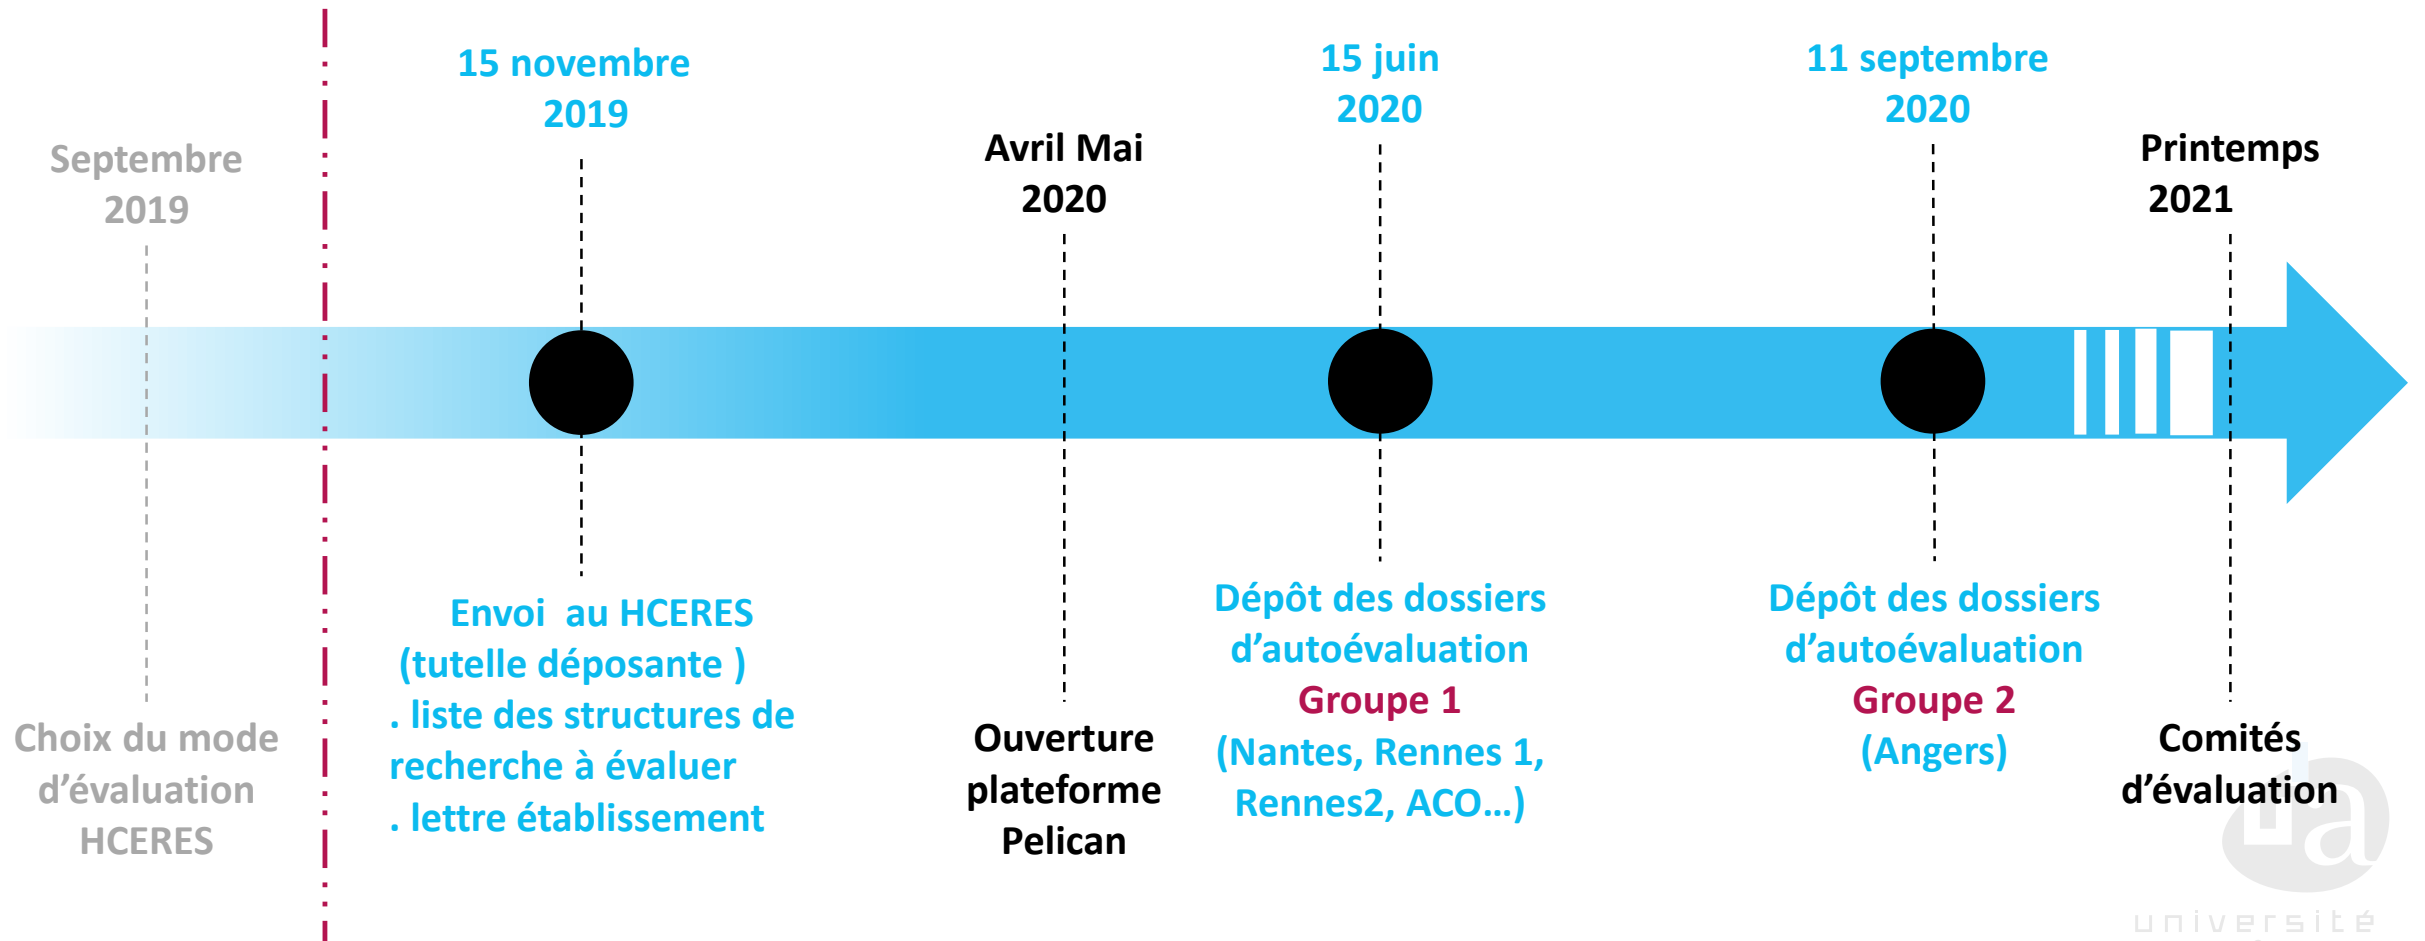 Septembre
2019
Choix du mode
d’évaluation
HCERES
15 novembre
2019
Envoi  au HCERES
(tutelle déposante )
. liste des structures de
recherche à évaluer
. lettre établissement
Avril Mai
2020
Ouverture
plateforme
Pelican
15 juin
2020
Dépôt des dossiers
d’autoévaluation
Groupe 1
(Nantes, Rennes 1,
Rennes2, ACO…)
11 septembre
2020
Dépôt des dossiers
d’autoévaluation
Groupe 2
(Angers)
Printemps
2021
Comités
d’évaluation
ua
université